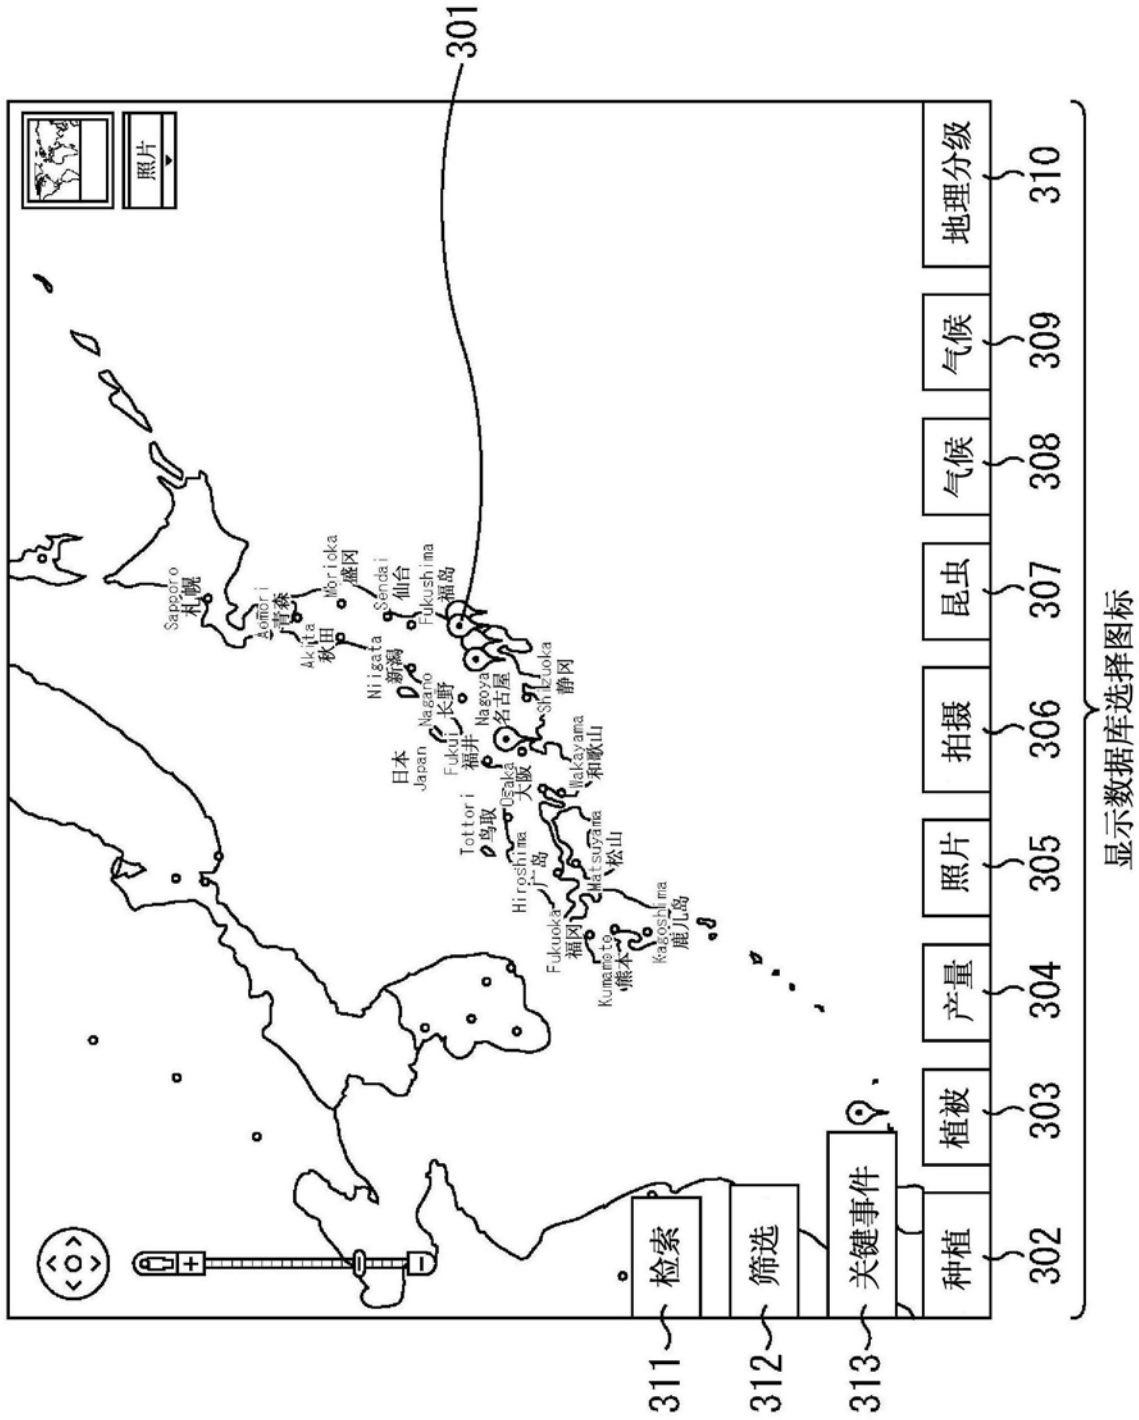 照片
301
Sapporo
札幌
Aomori
青森
Morioka
盛冈
Akita
秋田
Sendai
仙台
Fukushima
福岛
Niigata
新潟
Nagano
长野
日本
Japan
Fukui
福井
Nagoya
名古屋
Shizuoka
静冈
Tottori
鸟取
Osaka
大阪
Wakayama
和歌山
Hiroshima
广岛
Matsuyama
松山
Fukuoka
福冈
Kumamoto
熊本
Kagoshima
鹿儿岛
311
检索
312
筛选
313
关键事件
种植
植被
产量
照片
拍摄
昆虫
气候
气候
地理分级
302
303
304
305
306
307
308
309
310
显示数据库选择图标